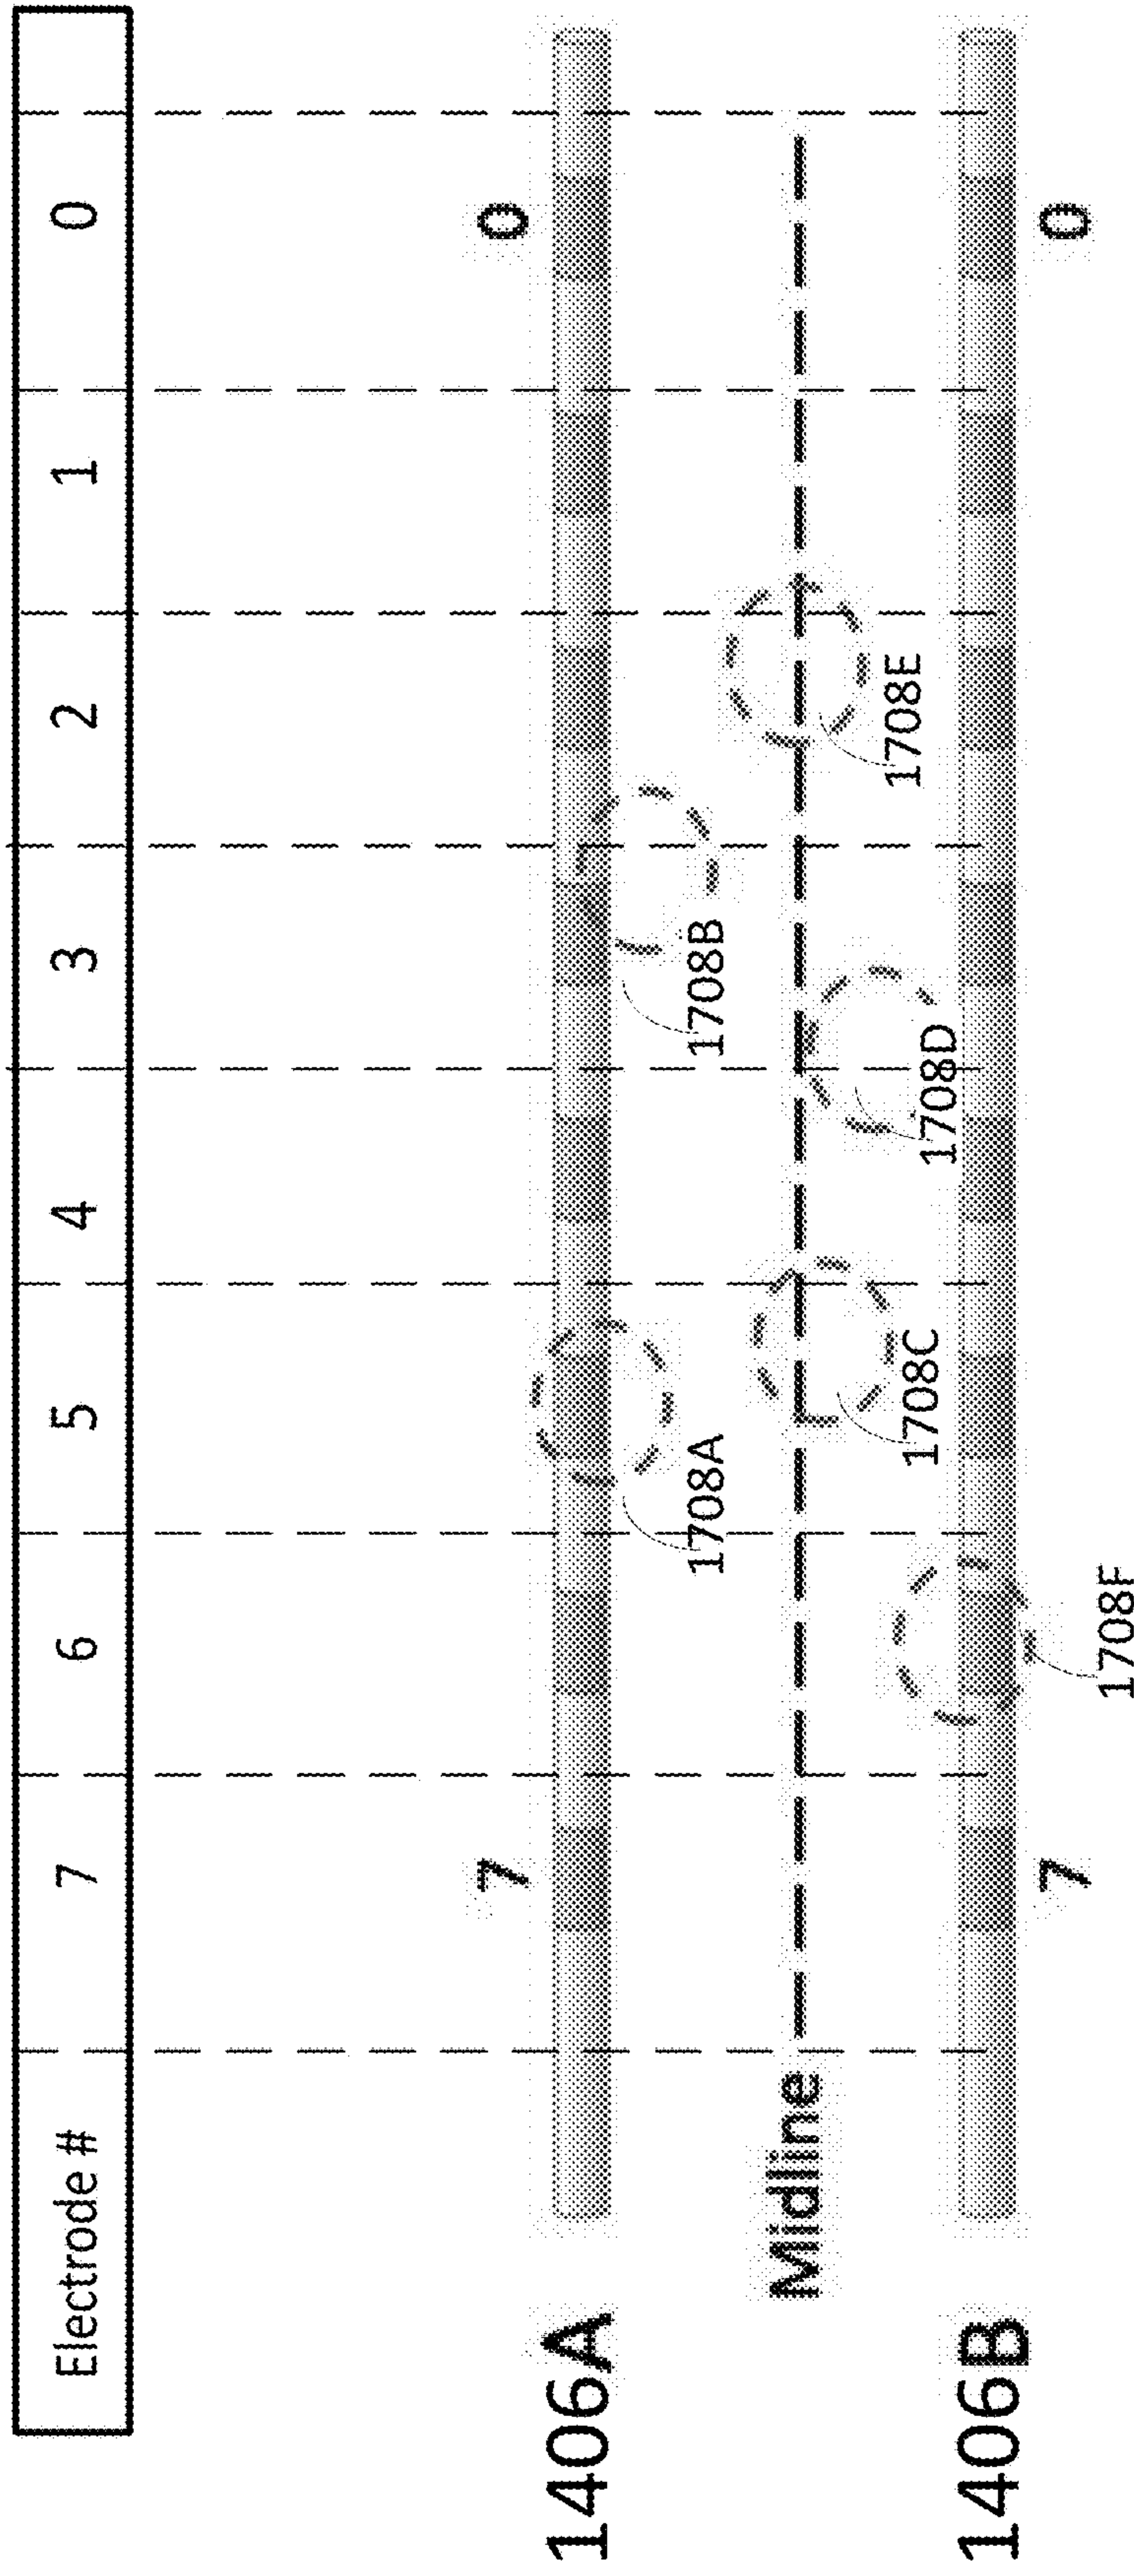 Electrode # 7 6 5 4 3 2 1 0
7 0
1406A
1708A 1708B
Midline
1708C 1708D 1708E
1406B
7 0
1708F